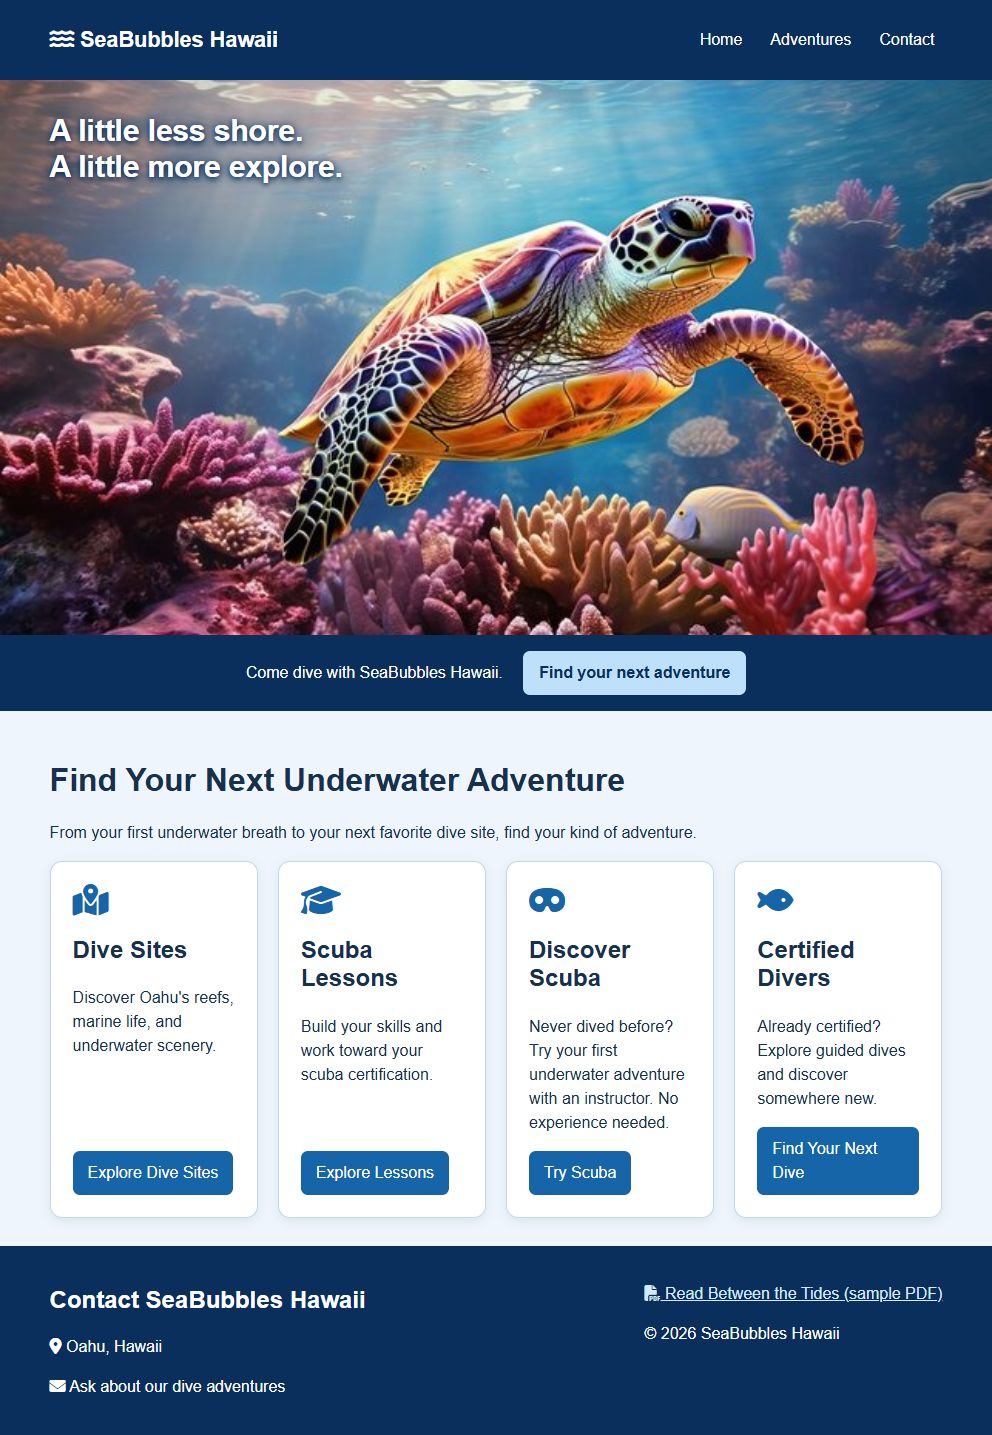 SeaBubbles Hawaii
Home Adventures Contact
A little less shore.
A little more explore.
Come dive with SeaBubbles Hawaii.
Find your next adventure
Find Your Next Underwater Adventure
From your first underwater breath to your next favorite dive site, find your kind of adventure.
Dive Sites
Discover Oahu's reefs,
marine life, and
underwater scenery.
Explore Dive Sites
Scuba
Lessons
Build your skills and
work toward your
scuba certification.
Explore Lessons
Discover
Scuba
Never dived before?
Try your first
underwater adventure
with an instructor. No
experience needed.
Try Scuba
Certified
Divers
Already certified?
Explore guided dives
and discover
somewhere new.
Find Your Next
Dive
Contact SeaBubbles Hawaii
Oahu, Hawaii
Ask about our dive adventures
PDF Read Between the Tides (sample PDF)
© 2026 SeaBubbles Hawaii